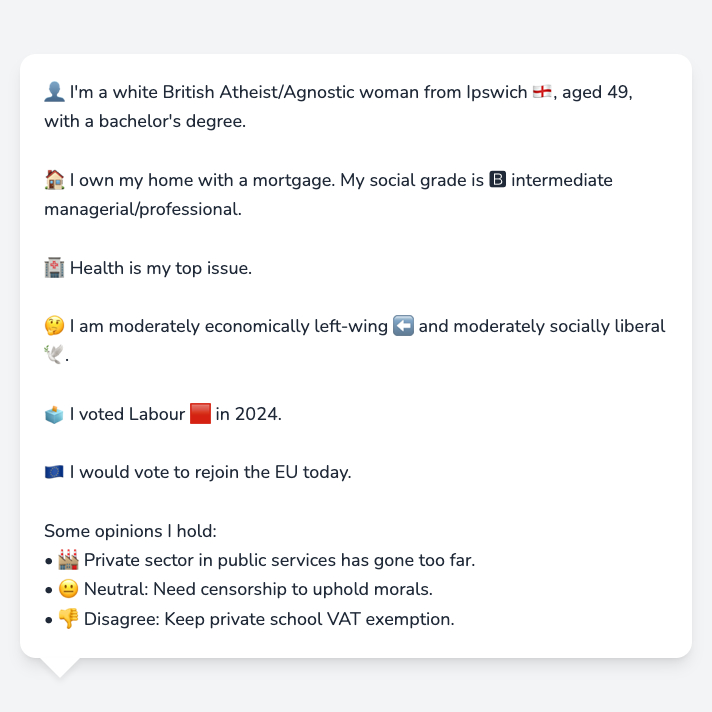 👤 I'm a white British Atheist/Agnostic woman from Ipswich 🏴󠁧󠁢󠁥󠁮󠁧󠁿, aged 49,
with a bachelor's degree.
🏠 I own my home with a mortgage. My social grade is 🅱 intermediate
managerial/professional.
🏥 Health is my top issue.
🤔 I am moderately economically left-wing ⬅️ and moderately socially liberal
🕊️.
🗳️ I voted Labour 🟥 in 2024.
🇪🇺 I would vote to rejoin the EU today.
Some opinions I hold:
• 🏭 Private sector in public services has gone too far.
• 😐 Neutral: Need censorship to uphold morals.
• 👎 Disagree: Keep private school VAT exemption.